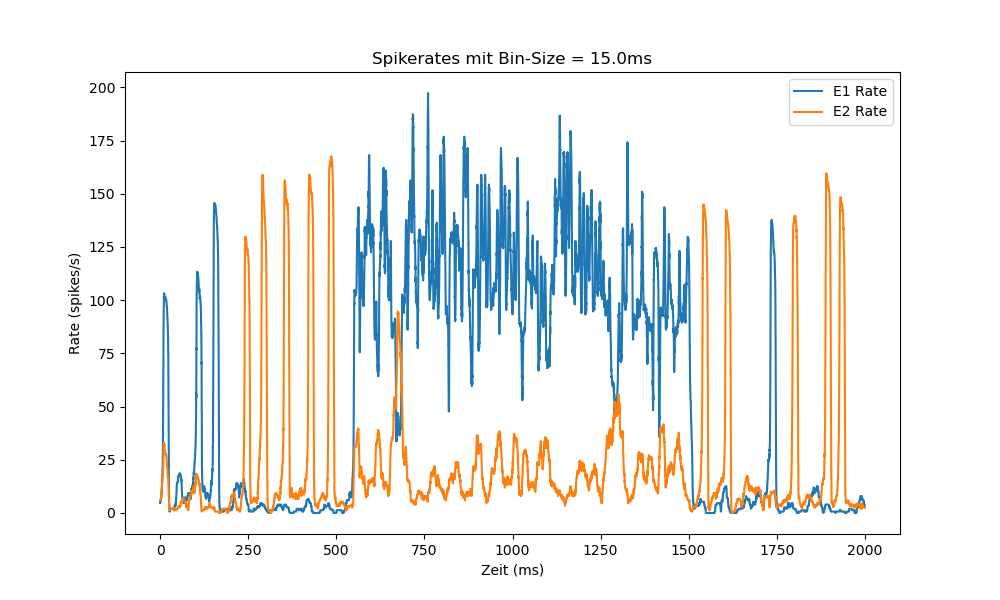 Spikerates mit Bin-Size = 15.0ms
E1 Rate
E2 Rate
Rate (spikes/s)
200
175
150
125
100
75
50
25
0
0 250 500 750 1000 1250 1500 1750 2000
Zeit (ms)